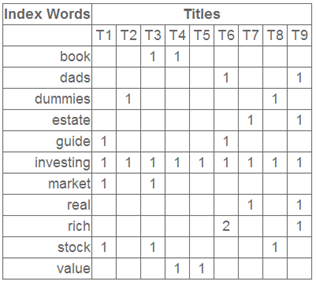 Index Words Titles
T1 T2 T3 T4 T5 T6 T7 T8 T9
book 1 1
dads 1 1
dummies 1 1
estate 1 1
guide 1 1
investing 1 1 1 1 1 1 1 1 1
market 1 1
real 1 1
rich 2 1
stock 1 1 1
value 1 1